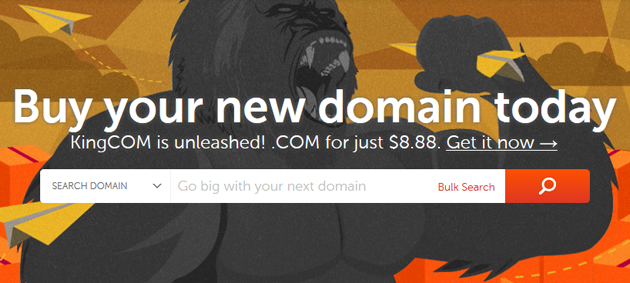 Buy your new domain today
KingCOM is unleashed! .COM for just $8.88. Get it now →
SEARCH DOMAIN Go big with your next domain Bulk Search